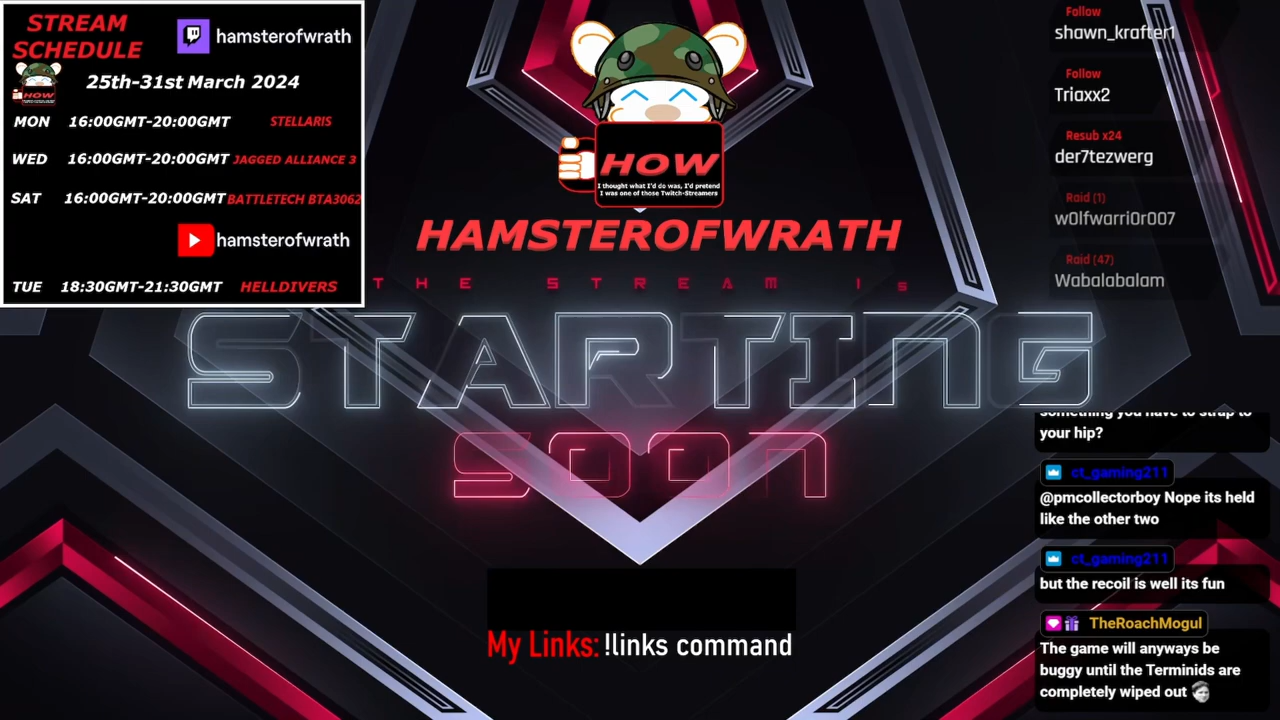 STREAM
SCHEDULE
hamsterofwrath
HOW
25th-31st March 2024
MON 16:00GMT-20:00GMT STELLARIS
WED 16:00GMT-20:00GMT JAGGED ALLIANCE 3
SAT 16:00GMT-20:00GMT BATTLETECH BTA3062
hamsterofwrath
TUE 18:30GMT-21:30GMT HELLDIVERS
HOW
I thought what I'd do was, I'd pretend
I was one of those Twitch-Streamers
HAMSTEROFWRATH
THE STREAM Is
STARTING
SOON
My Links: !links command
Follow
shawn_krafter1
Follow
Triaxx2
Resub x24
der7tezwerg
Raid (1)
w0lfwarri0r007
Raid (47)
Wabalabalam
something you have to strap to
your hip?
ct_gaming211
@pmcollectorboy Nope its held
like the other two
ct_gaming211
but the recoil is well its fun
TheRoachMogul
The game will anyways be
buggy until the Terminids are
completely wiped out